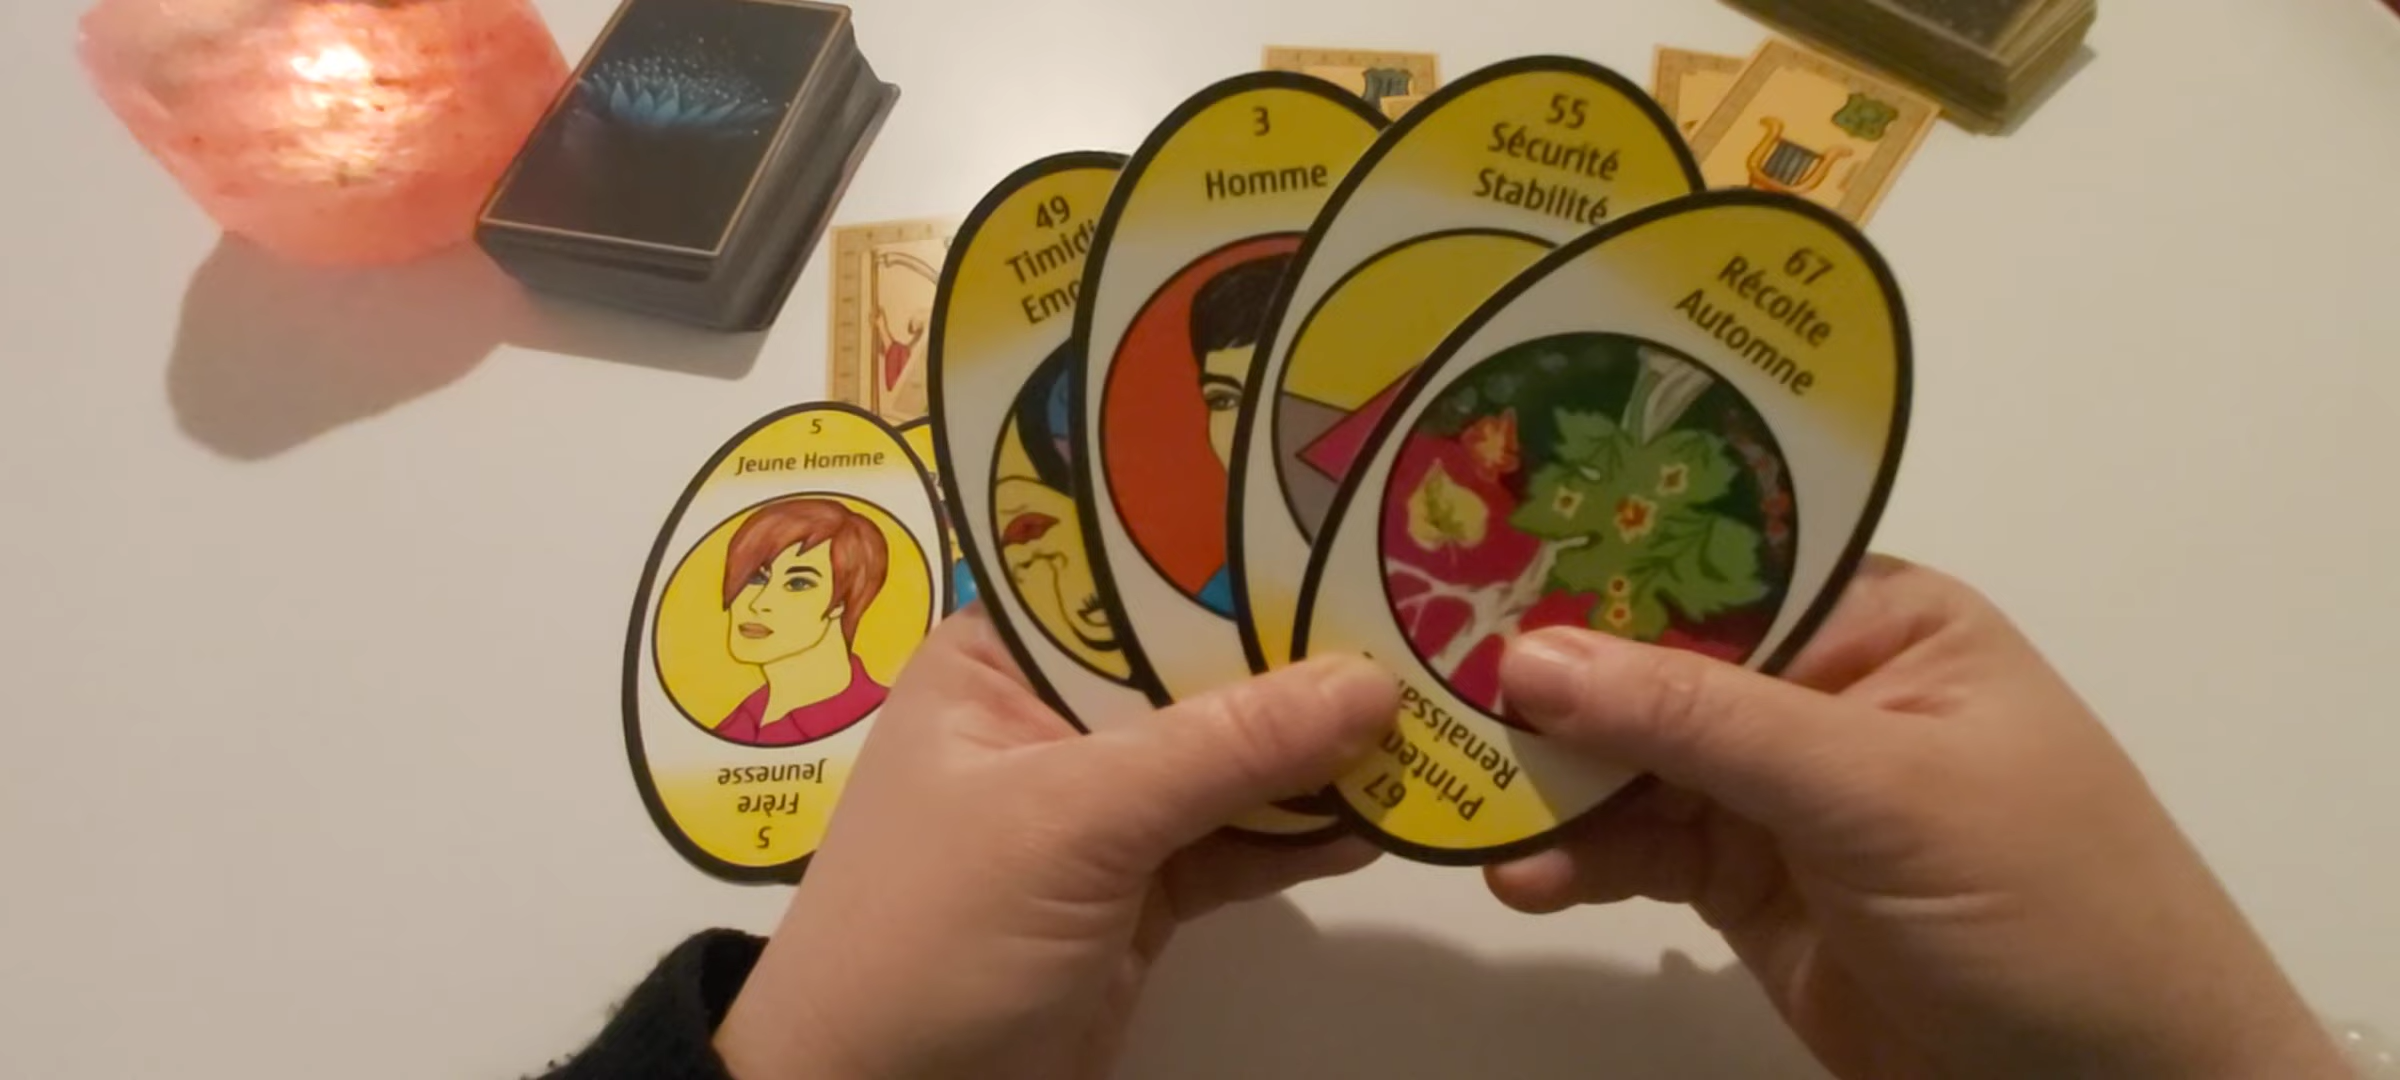 5
Jeune Homme
Jeunesse
Frère
5
49
3
Homme
55
Sécurité
Stabilité
67
Récolte
Automne
67